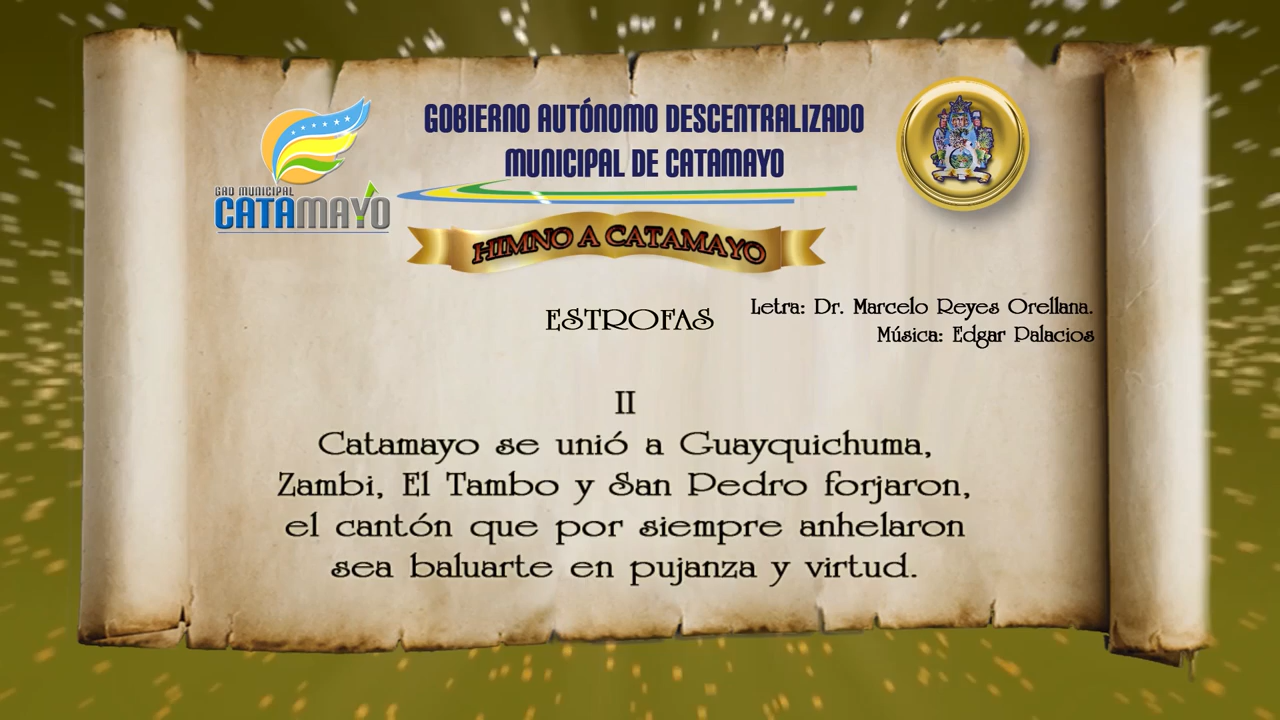 GOBIERNO AUTÓNOMO DESCENTRALIZADO
MUNICIPAL DE CATAMAYO
GAD MUNICIPAL
CATAMAYO
HIMNO A CATAMAYO
ESTROFAS
Letra: Dr. Marcelo Reyes Orellana.
Música: Edgar Palacios
II
Catamayo se unió a Guayquichuma,
Zambi, El Tambo y San Pedro forjaron,
el cantón que por siempre anhelaron
sea baluarte en pujanza y virtud.